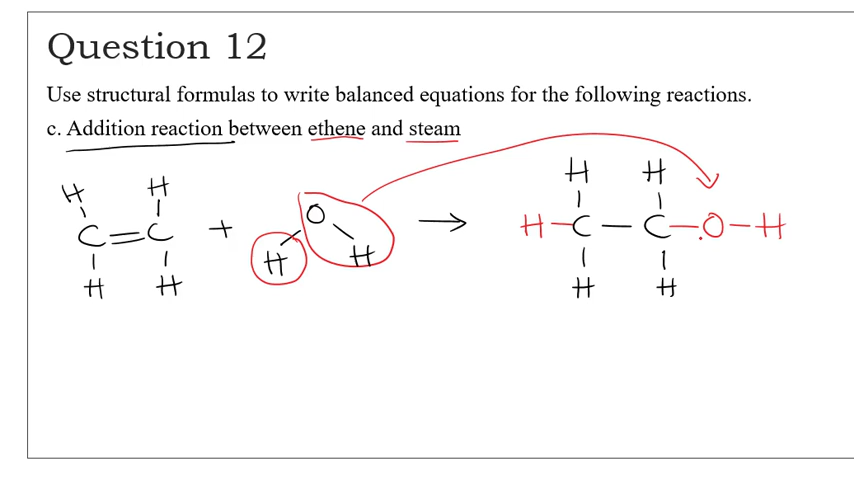 Question 12
Use structural formulas to write balanced equations for the following reactions.
c. Addition reaction between ethene and steam
H H O H H
C=C + H H → H-C-C-O-H
H H H H